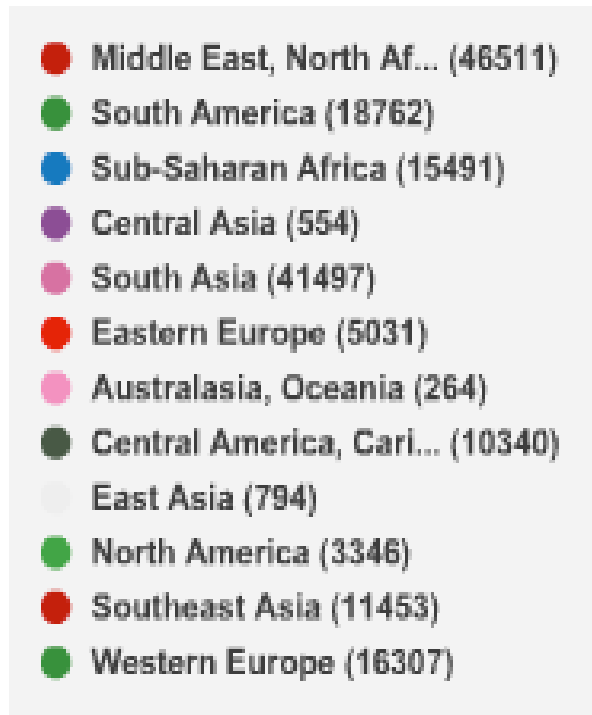 Middle East, North Af... (46511)
South America (18762)
Sub-Saharan Africa (15491)
Central Asia (554)
South Asia (41497)
Eastern Europe (5031)
Australasia, Oceania (264)
Central America, Cari... (10340)
East Asia (794)
North America (3346)
Southeast Asia (11453)
Western Europe (16307)